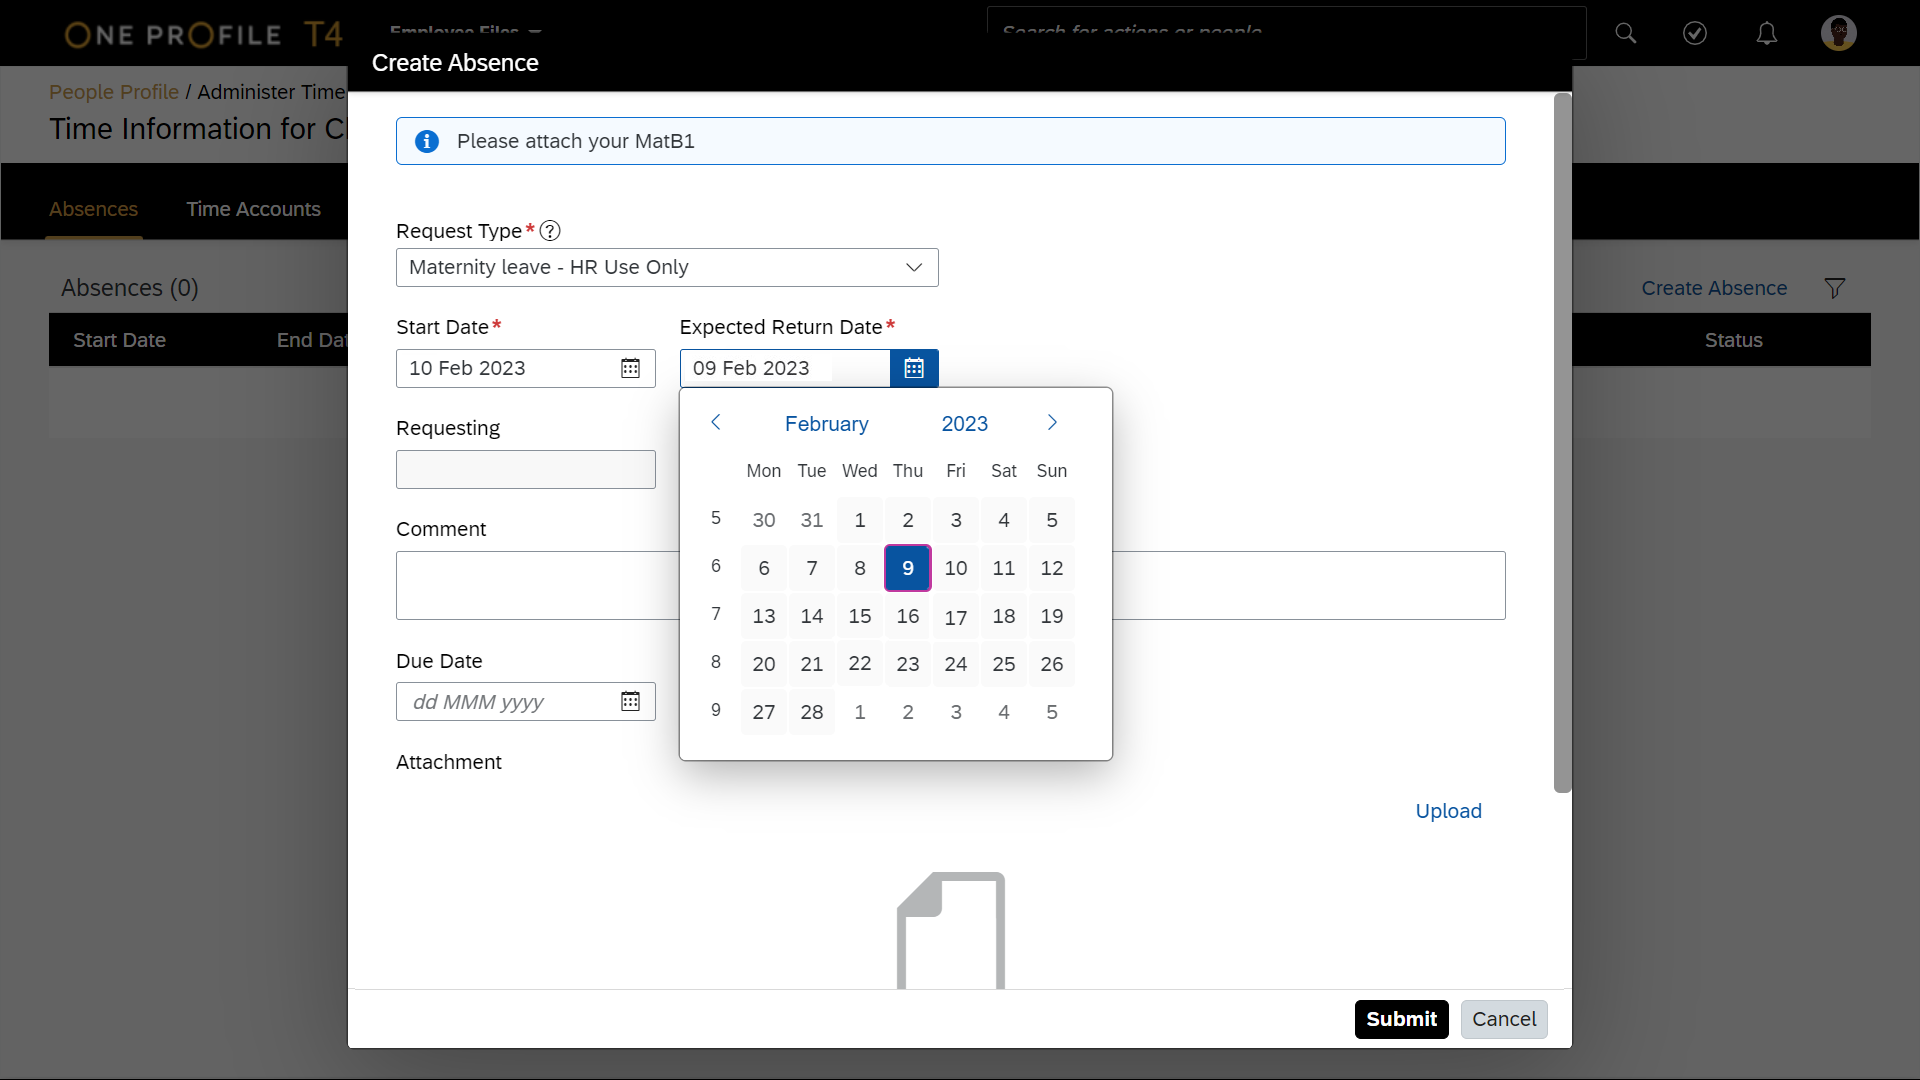 ONE PROFILE T4 Employee Files Search for actions or people
Create Absence
People Profile / Administer Time
Time Information for C
Please attach your MatB1
Absences Time Accounts
Request Type* ?
Maternity leave - HR Use Only
Absences (0) Create Absence
Start Date* Expected Return Date*
Start Date End Dat Status
10 Feb 2023 09 Feb 2023
February 2023
Requesting
Mon Tue Wed Thu Fri Sat Sun
5 30 31 1 2 3 4 5
Comment
6 6 7 8 9 10 11 12
7 13 14 15 16 17 18 19
Due Date
8 20 21 22 23 24 25 26
dd MMM yyyy
9 27 28 1 2 3 4 5
Attachment
Upload
Submit Cancel